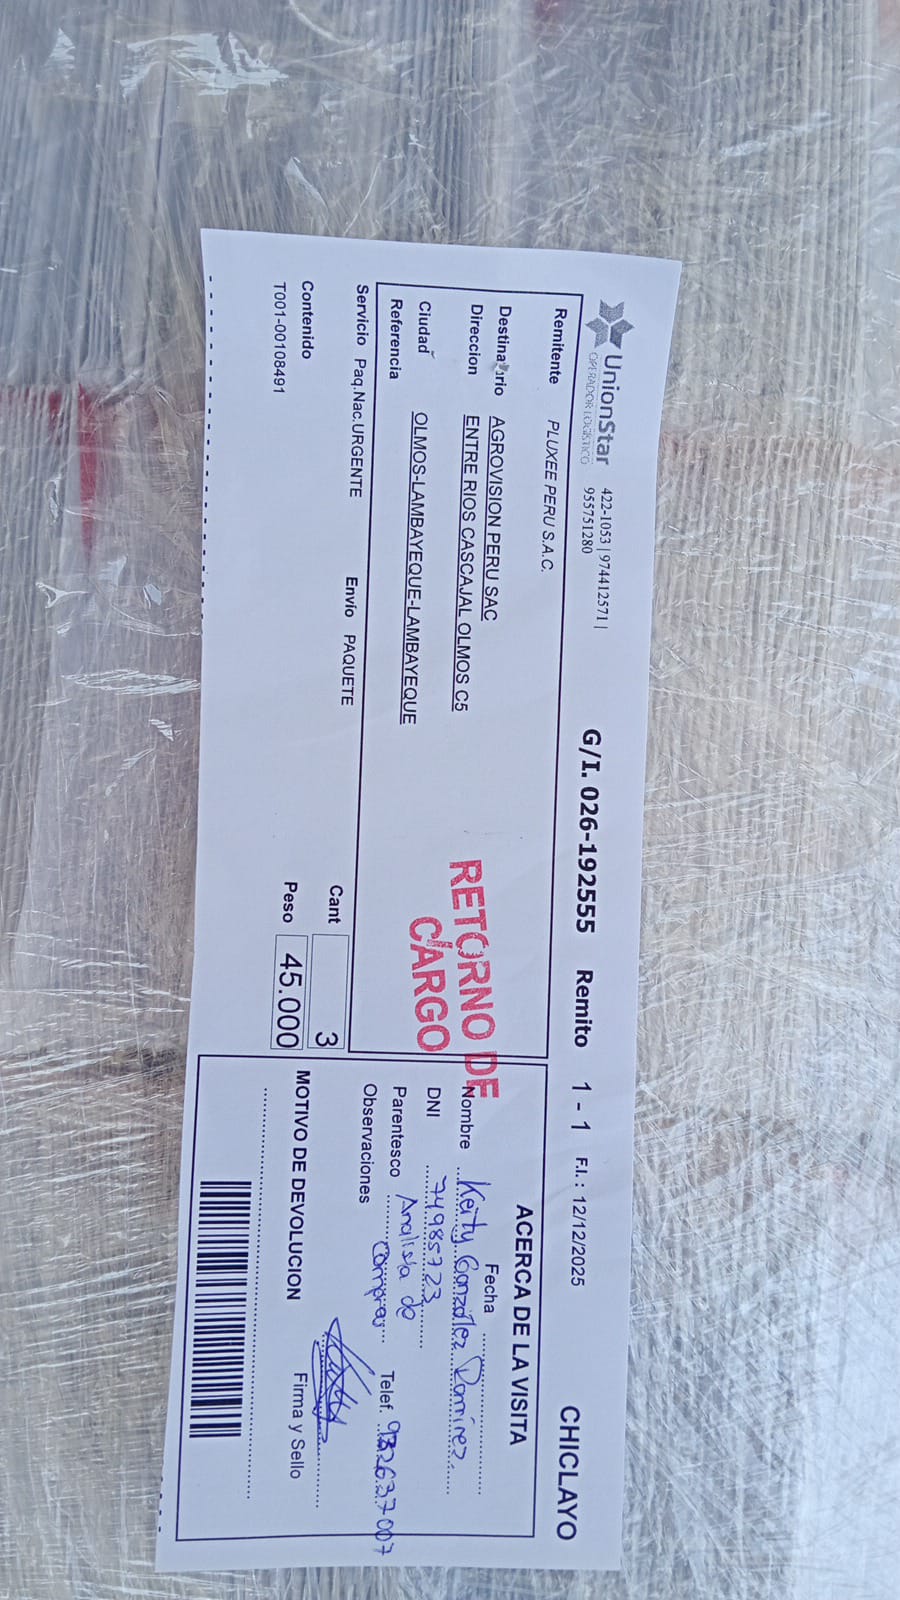 UnionStar
OPERADOR LOGÍSTICO
422-1053 | 974412571 |
955751280
G/I. 026-192555 Remito 1 - 1 F.I.: 12/12/2025 CHICLAYO
Remitente PLUXEE PERU S.A.C.
Destinatario AGROVISION PERU SAC
Direccion ENTRE RIOS CASCAJAL OLMOS C5
Ciudad OLMOS-LAMBAYEQUE-LAMBAYEQUE
Referencia
RETORNO DE
CARGO
Servicio Paq.Nac.URGENTE Envío PAQUETE Cant 3
Contenido Peso 45.000
T001-00108491
ACERCA DE LA VISITA
Fecha
Nombre Keity González Ramírez
DNI 74985723
Parentesco Analista de
compras Telef. 932637007
Observaciones
MOTIVO DE DEVOLUCION Firma y Sello